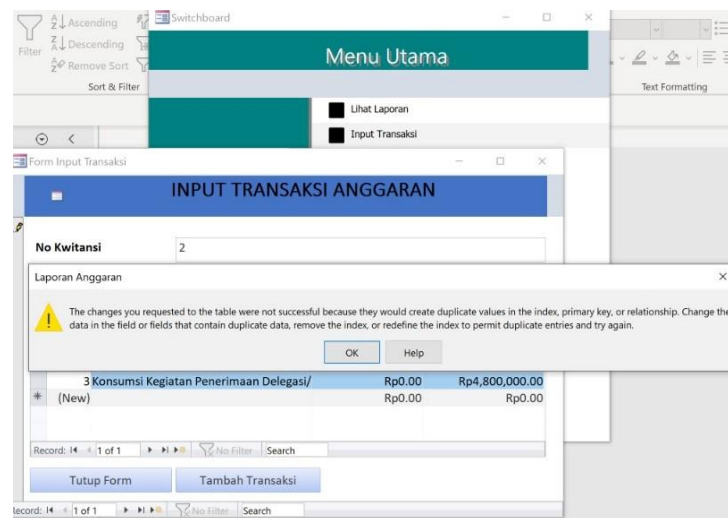 Ascending
Switchboard
Filter
Descending
Remove Sort
Menu Utama
Sort & Filter
Text Formatting
Lihat Laporan
Input Transaksi
Form Input Transaksi
INPUT TRANSAKSI ANGGARAN
No Kwitansi
2
Laporan Anggaran
The changes you requested to the table were not successful because they would create duplicate values in the index, primary key, or relationship. Change the
data in the field or fields that contain duplicate data, remove the index, or redefine the index to permit duplicate entries and try again.
OK Help
3 Konsumsi Kegiatan Penerimaan Delegasi/ Rp0.00 Rp4,800,000.00
* (New) Rp0.00 Rp0.00
Record: 1 of 1 No Filter Search
Tutup Form Tambah Transaksi
Record: 1 of 1 No Filter Search